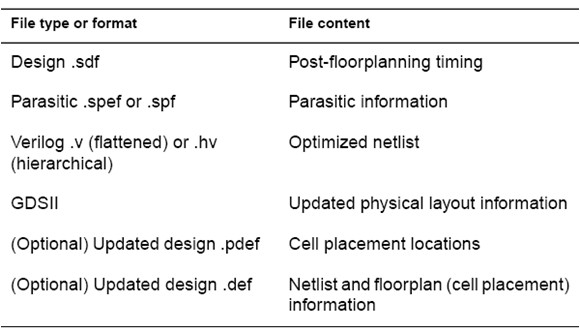 File type or format File content
Design .sdf Post-floorplanning timing
Parasitic .spef or .spf Parasitic information
Verilog .v (flattened) or .hv Optimized netlist
(hierarchical)
GDSII Updated physical layout information
(Optional) Updated design .pdef Cell placement locations
(Optional) Updated design .def Netlist and floorplan (cell placement)
information